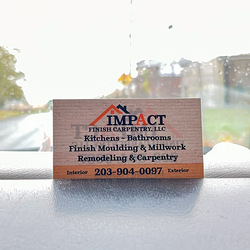 IMPACT
FINISH CARPENTRY, LLC
Kitchens ~ Bathrooms
Finish Moulding & Millwork
Remodeling & Carpentry
Interior 203-904-0097 Exterior